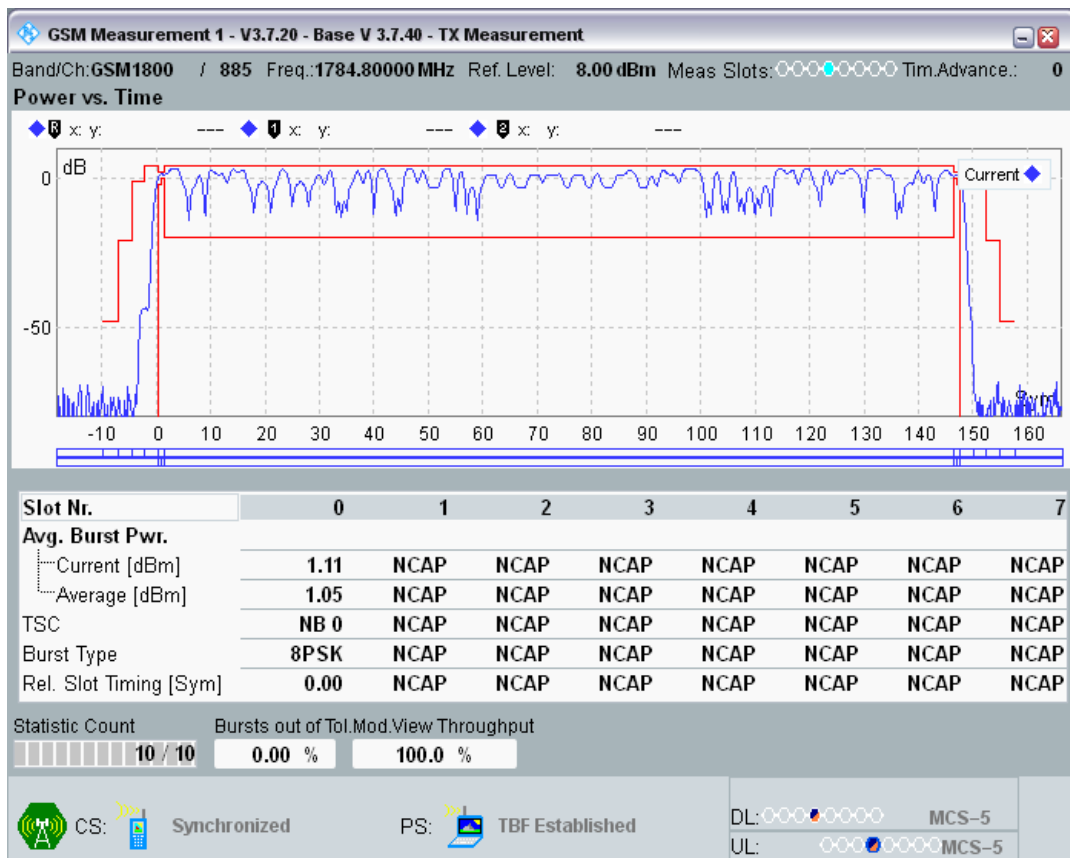 GSM Measurement 1 - V3.7.20 - Base V 3.7.40 - TX Measurement
Band/Ch:GSM1800 / 885 Freq.:1784.80000MHz Ref. Level: 8.00 dBm Meas Slots: Tim.Advance.: 0
Power vs. Time
R x: y: --- 1 x: y: --- 2 x: y: ---
dB
Current
0
-50
Sym
-10 0 10 20 30 40 50 60 70 80 90 100 110 120 130 140 150 160
Slot Nr. 0 1 2 3 4 5 6 7
Avg. Burst Pwr.
Current [dBm] 1.11 NCAP NCAP NCAP NCAP NCAP NCAP NCAP
Average [dBm] 1.05 NCAP NCAP NCAP NCAP NCAP NCAP NCAP
TSC NB 0 NCAP NCAP NCAP NCAP NCAP NCAP NCAP
Burst Type 8PSK NCAP NCAP NCAP NCAP NCAP NCAP NCAP
Rel. Slot Timing [Sym] 0.00 NCAP NCAP NCAP NCAP NCAP NCAP NCAP
Statistic Count Bursts out of Tol.Mod.View Throughput
10 / 10 0.00 % 100.0 %
CS: Synchronized PS: TBF Established
DL: MCS-5
UL: MCS-5